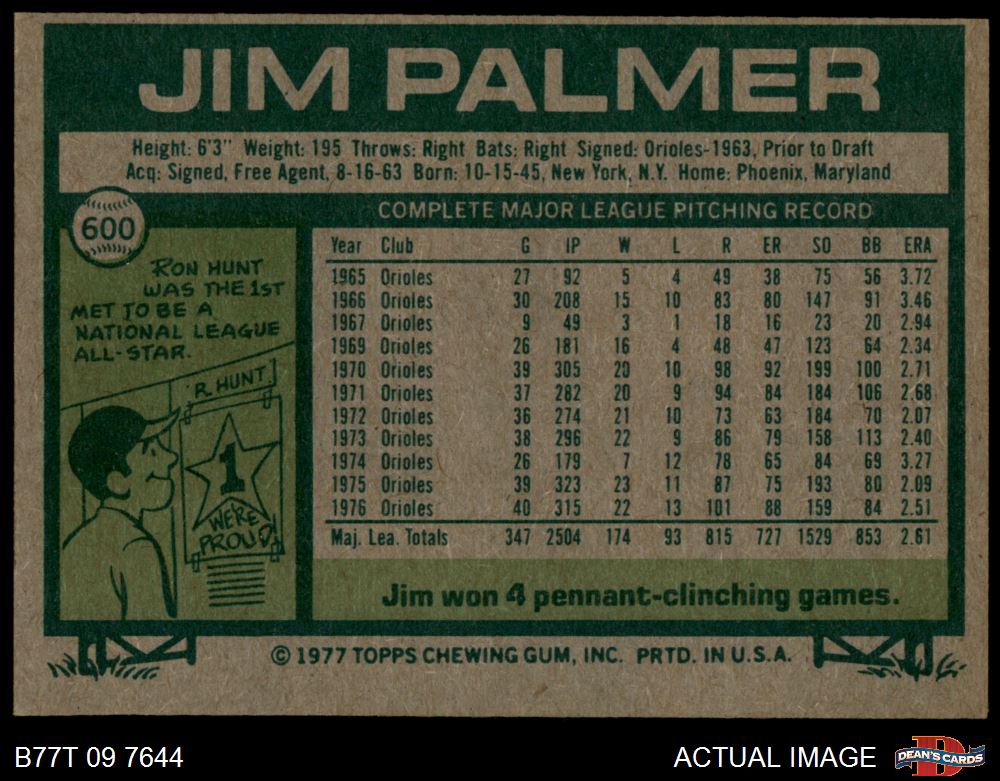 JIM PALMER
Height: 6'3" Weight: 195 Throws: Right Bats: Right Signed: Orioles-1963, Prior to Draft
Acq: Signed, Free Agent, 8-16-63 Born: 10-15-45, New York, N.Y. Home: Phoenix, Maryland
600
COMPLETE MAJOR LEAGUE PITCHING RECORD
RON HUNT
WAS THE 1ST
MET TO BE A
NATIONAL LEAGUE
ALL-STAR.
R. HUNT
1
WE'RE
PROUD
Year Club G IP W L R ER SO BB ERA
1965 Orioles 27 92 5 4 49 38 75 56 3.72
1966 Orioles 30 208 15 10 83 80 147 91 3.46
1967 Orioles 9 49 3 1 18 16 23 20 2.94
1969 Orioles 26 181 16 4 48 47 123 64 2.34
1970 Orioles 39 305 20 10 98 92 199 100 2.71
1971 Orioles 37 282 20 9 94 84 184 106 2.68
1972 Orioles 36 274 21 10 73 63 184 70 2.07
1973 Orioles 38 296 22 9 86 79 158 113 2.40
1974 Orioles 26 179 7 12 78 65 84 69 3.27
1975 Orioles 39 323 23 11 87 75 193 80 2.09
1976 Orioles 40 315 22 13 101 88 159 84 2.51
Maj. Lea. Totals 347 2504 174 93 815 727 1529 853 2.61
Jim won 4 pennant-clinching games.
© 1977 TOPPS CHEWING GUM, INC. PRTD. IN U.S.A.
B77T 09 7644
ACTUAL IMAGE
D
DEAN'S CARDS